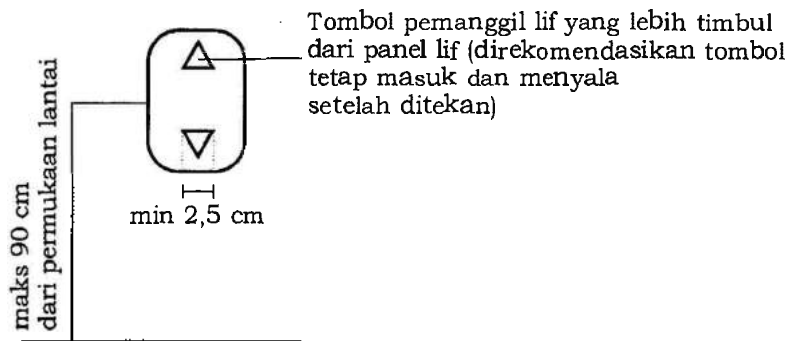 Tombol pemanggil lif yang lebih timbul
dari panel lif (direkomendasikan tombol
tetap masuk dan menyala
setelah ditekan)
maks 90 cm
dari permukaan lantai
min 2,5 cm